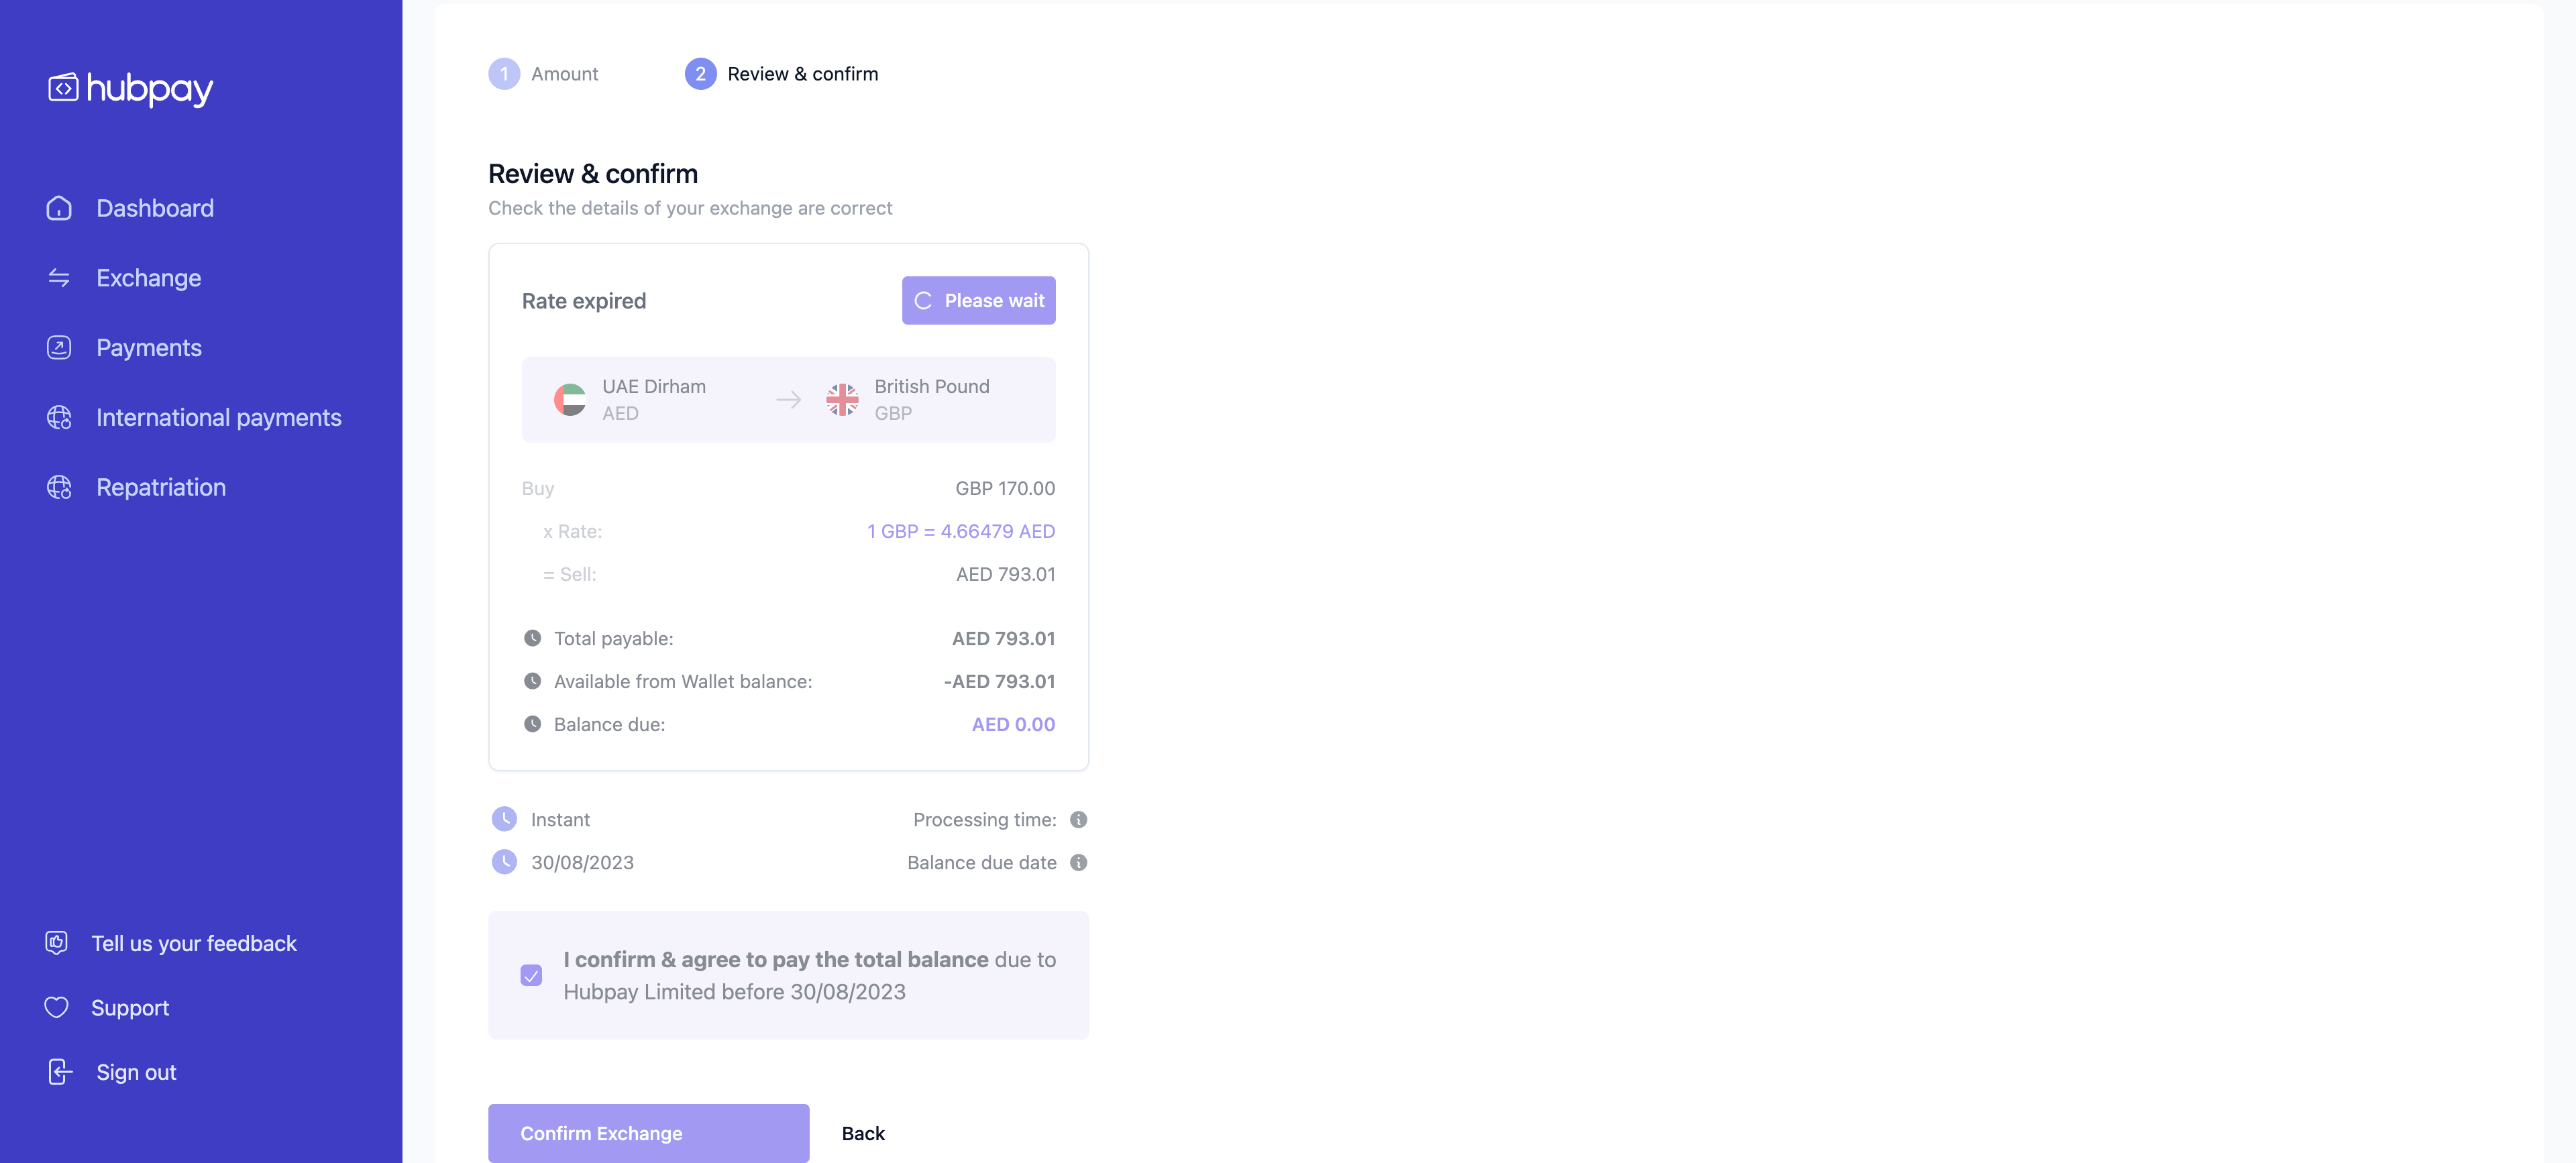 hubpay
Dashboard
Exchange
Payments
International payments
Repatriation
Tell us your feedback
Support
Sign out
1 Amount
2 Review & confirm
Review & confirm
Check the details of your exchange are correct
Rate expired
Please wait
UAE Dirham
AED
British Pound
GBP
Buy GBP 170.00
x Rate: 1 GBP = 4.66479 AED
= Sell: AED 793.01
Total payable: AED 793.01
Available from Wallet balance: -AED 793.01
Balance due: AED 0.00
Instant Processing time:
30/08/2023 Balance due date
I confirm & agree to pay the total balance due to
Hubpay Limited before 30/08/2023
Confirm Exchange
Back